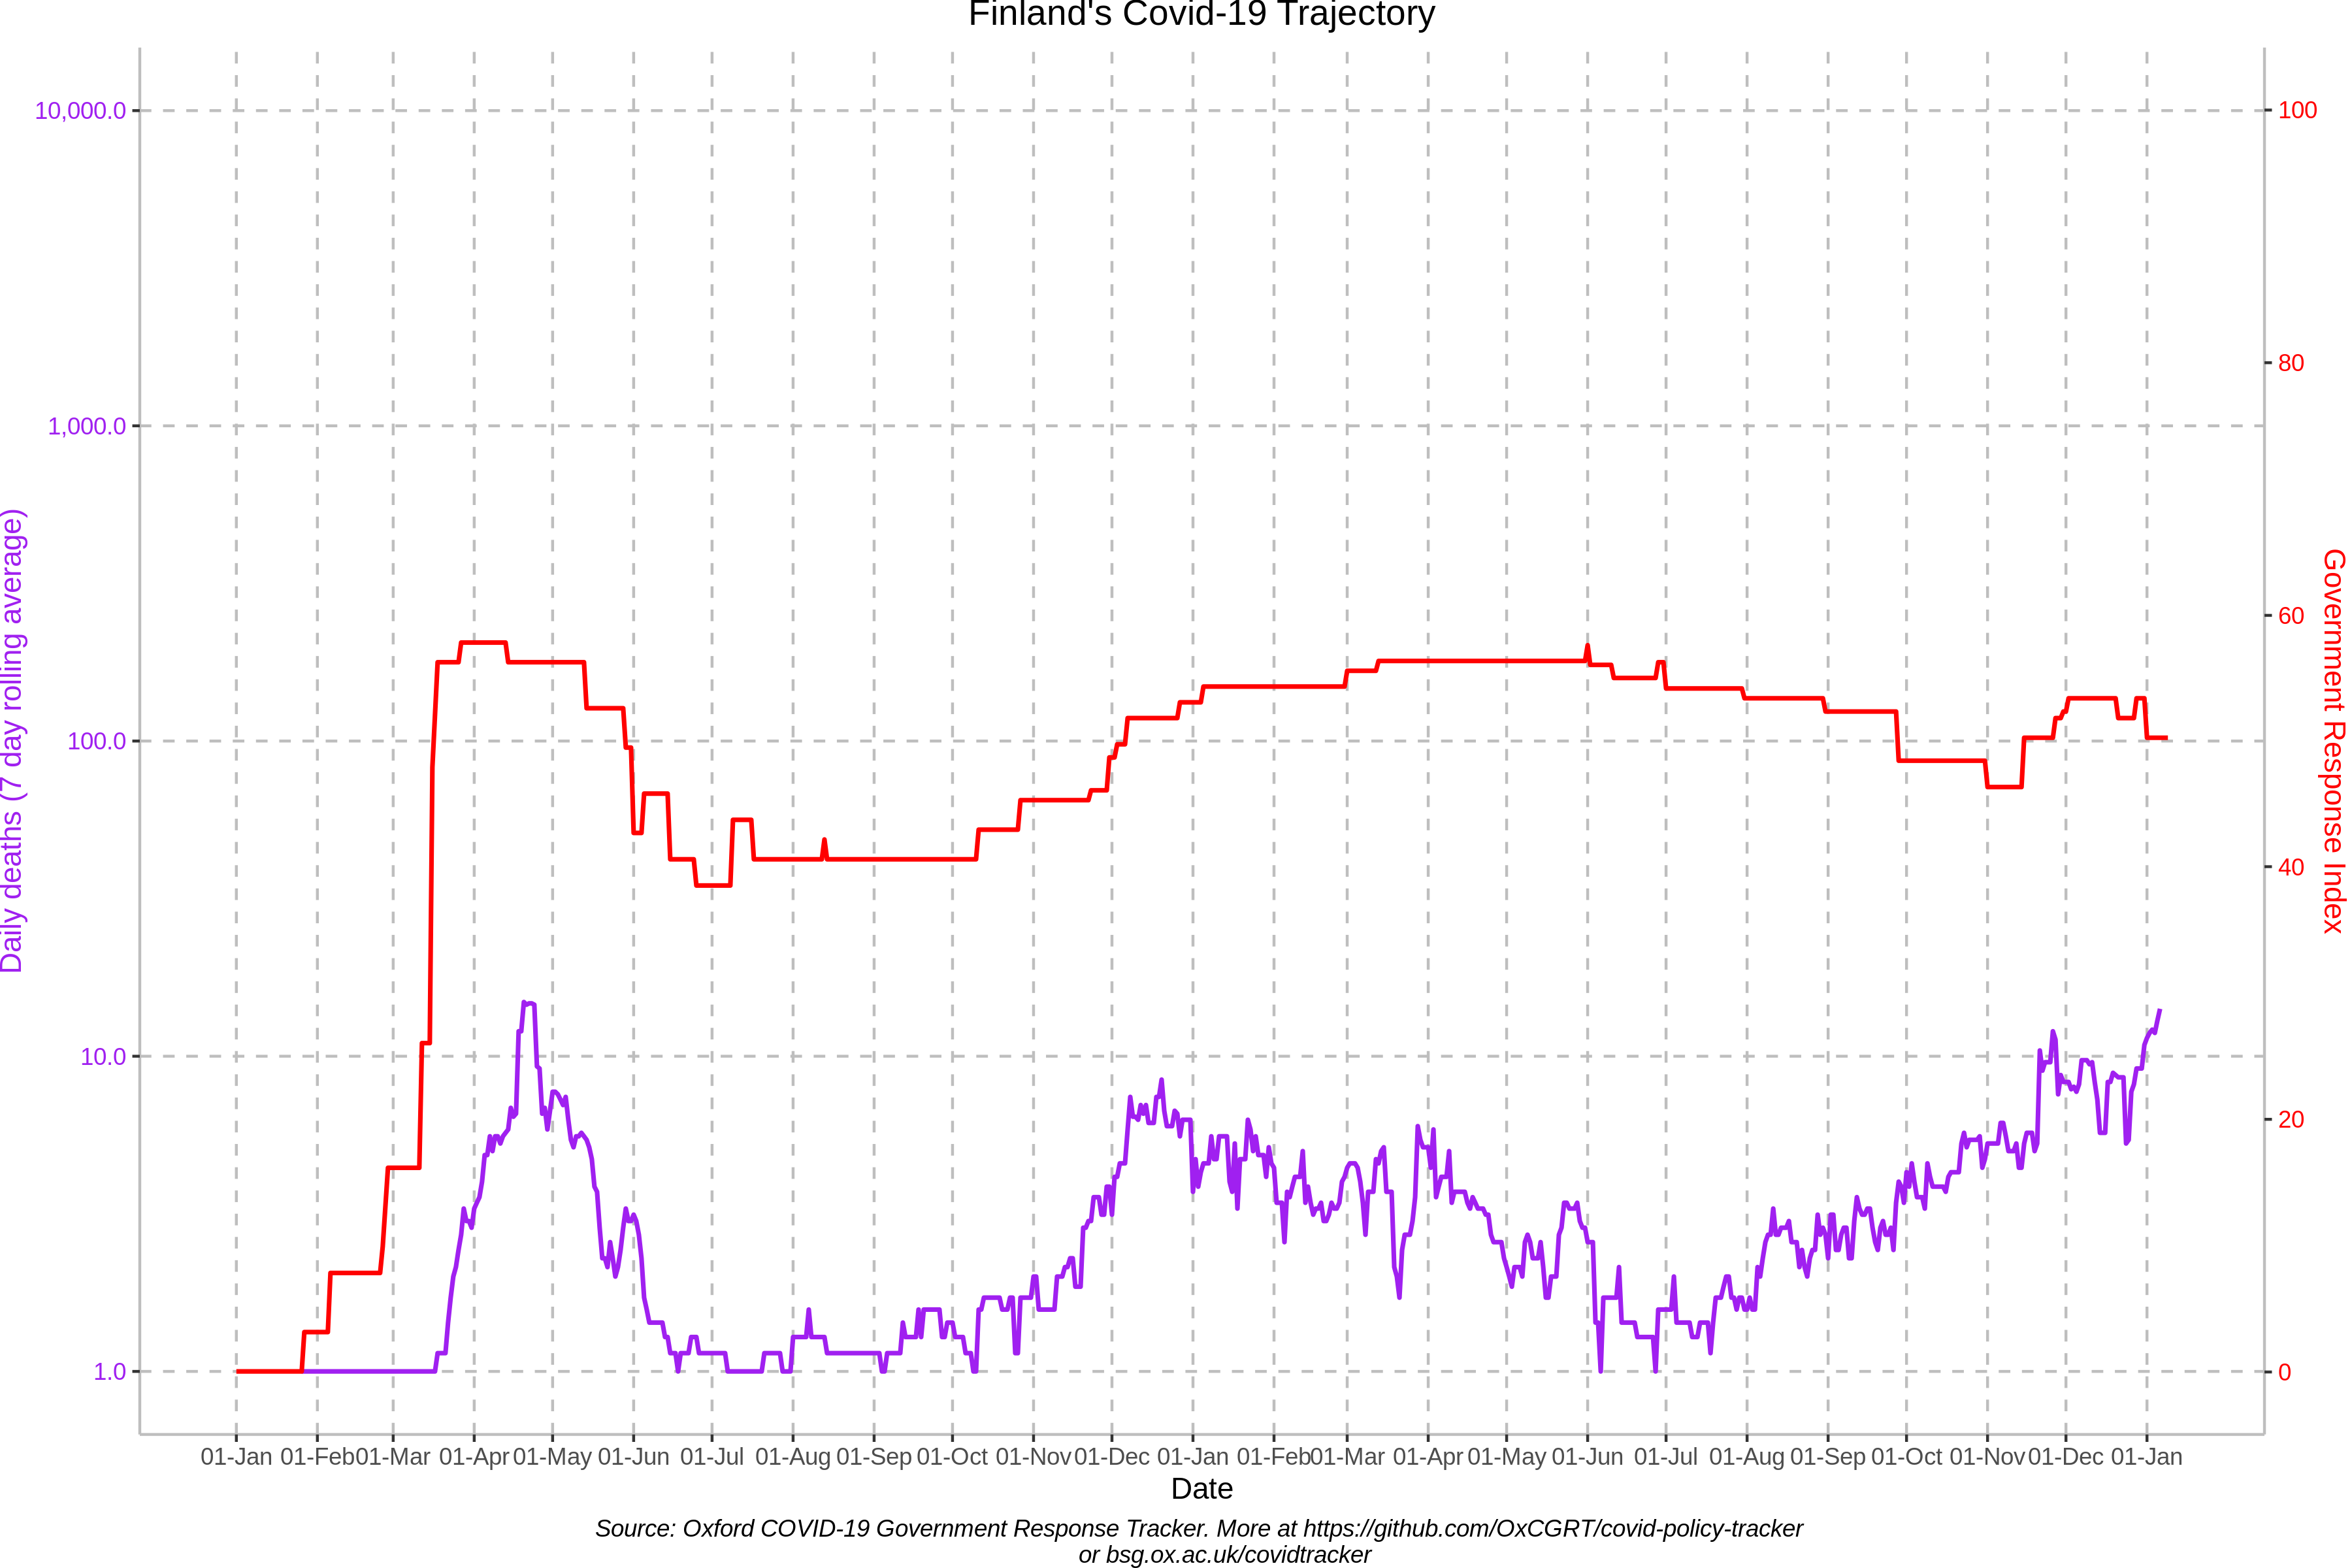 Finland's Covid-19 Trajectory
10,000.0
1,000.0
100.0
10.0
1.0
Daily deaths (7 day rolling average)
100
80
60
40
20
0
Government Response Index
01-Jan 01-Feb 01-Mar 01-Apr 01-May 01-Jun 01-Jul 01-Aug 01-Sep 01-Oct 01-Nov 01-Dec 01-Jan 01-Feb 01-Mar 01-Apr 01-May 01-Jun 01-Jul 01-Aug 01-Sep 01-Oct 01-Nov 01-Dec 01-Jan
Date
Source: Oxford COVID-19 Government Response Tracker. More at https://github.com/OxCGRT/covid-policy-tracker
or bsg.ox.ac.uk/covidtracker